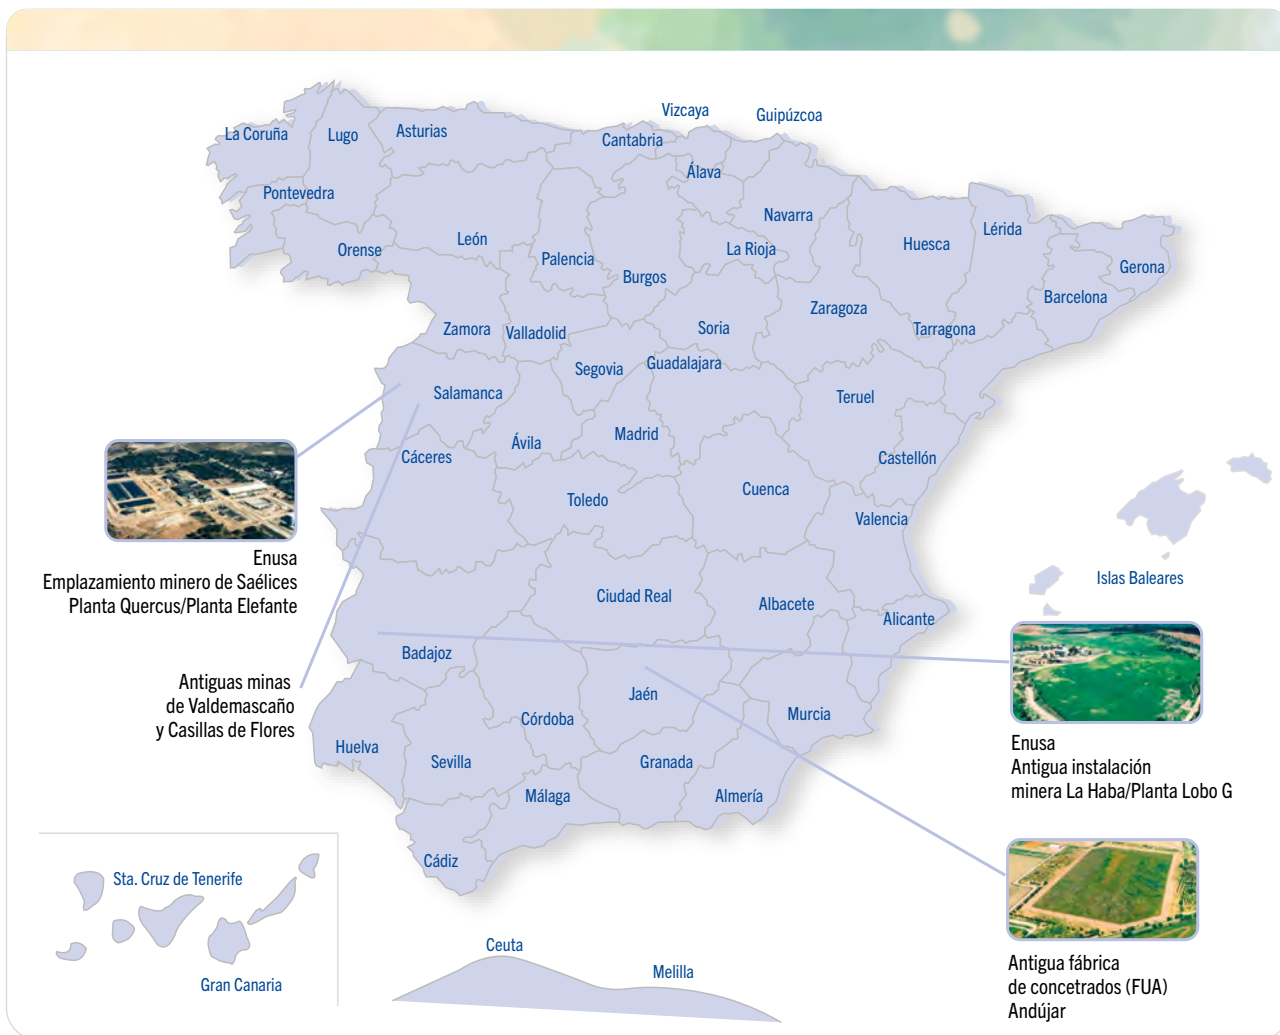 Vizcaya
Guipúzcoa
La Coruña
Lugo
Asturias
Cantabria
Álava
Pontevedra
Navarra
Lérida
Orense
León
Palencia
La Rioja
Huesca
Gerona
Burgos
Barcelona
Zaragoza
Zamora
Valladolid
Soria
Tarragona
Segovia
Guadalajara
Salamanca
Teruel
Ávila
Madrid
Cáceres
Castellón
Cuenca
Toledo
Valencia
Enusa
Emplazamiento minero de Saélices
Planta Quercus/Planta Elefante
Islas Baleares
Ciudad Real
Albacete
Alicante
Badajoz
Antiguas minas
de Valdemascaño
y Casillas de Flores
Jaén
Córdoba
Murcia
Huelva
Sevilla
Granada
Málaga
Almería
Enusa
Antigua instalación
minera La Haba/Planta Lobo G
Cádiz
Sta. Cruz de Tenerife
Gran Canaria
Ceuta
Melilla
Antigua fábrica
de concetrados (FUA)
Andújar